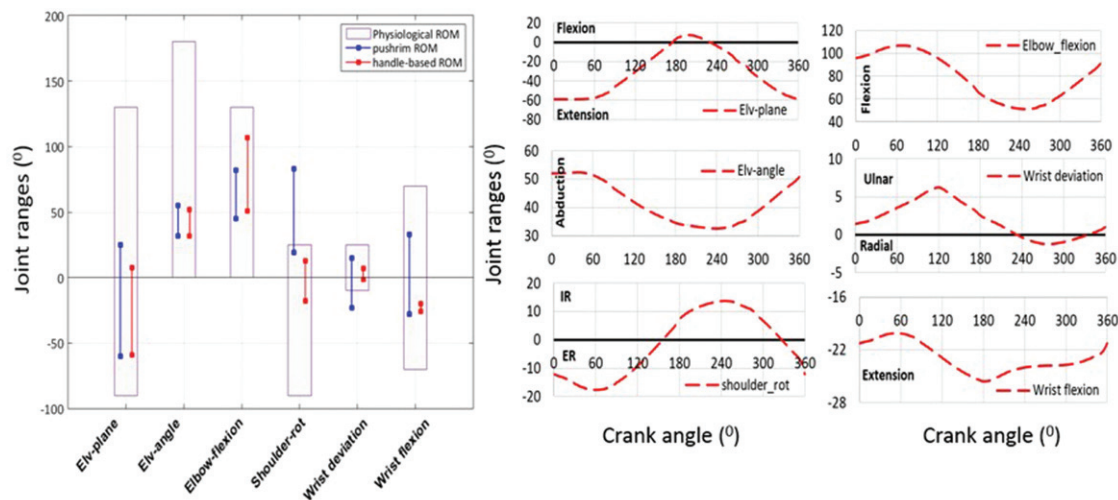 200
150
100
50
0
-50
-100
Joint ranges (⁰)
Physiological ROM
pushrim ROM
handle-based ROM
Elv-plane
Elv-angle
Elbow-flexion
Shoulder-rot
Wrist deviation
Wrist flexion
Joint ranges (⁰)
20
0
-20
-40
-60
-80
Flexion
0 60 120 180 240 300 360
Extension
Elv-plane
60
50
40
30
Abduction
Elv-angle
0 60 120 180 240 300 360
20
10
0
-10
-20
IR
ER
0 60 120 180 240 300 360
shoulder_rot
Crank angle (⁰)
120
100
80
60
40
Flexion
Elbow_flexion
0 60 120 180 240 300 360
10
5
0
-5
Ulnar
Wrist deviation
Radial
0 60 120 180 240 300 360
-16
-22
-28
0 60 120 180 240 300 360
Extension
Wrist flexion
Crank angle (⁰)